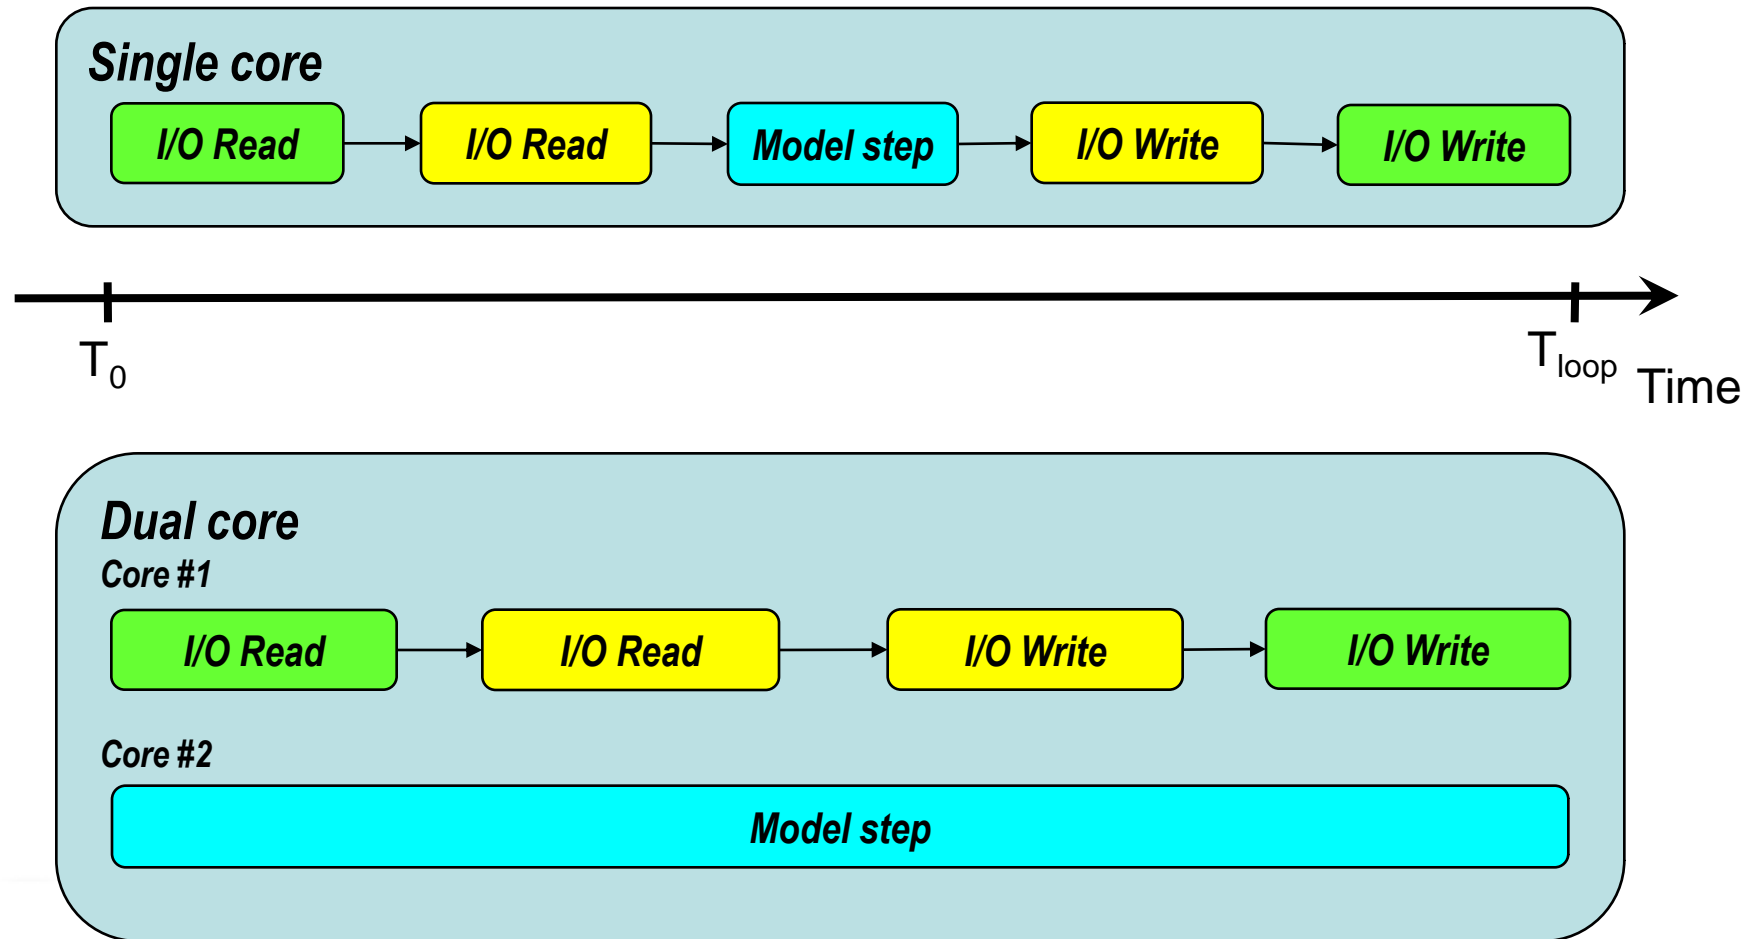 Single core
I/O Read I/O Read Model step I/O Write I/O Write
T0 Tloop Time
Dual core
Core #1
I/O Read I/O Read I/O Write I/O Write
Core #2
Model step